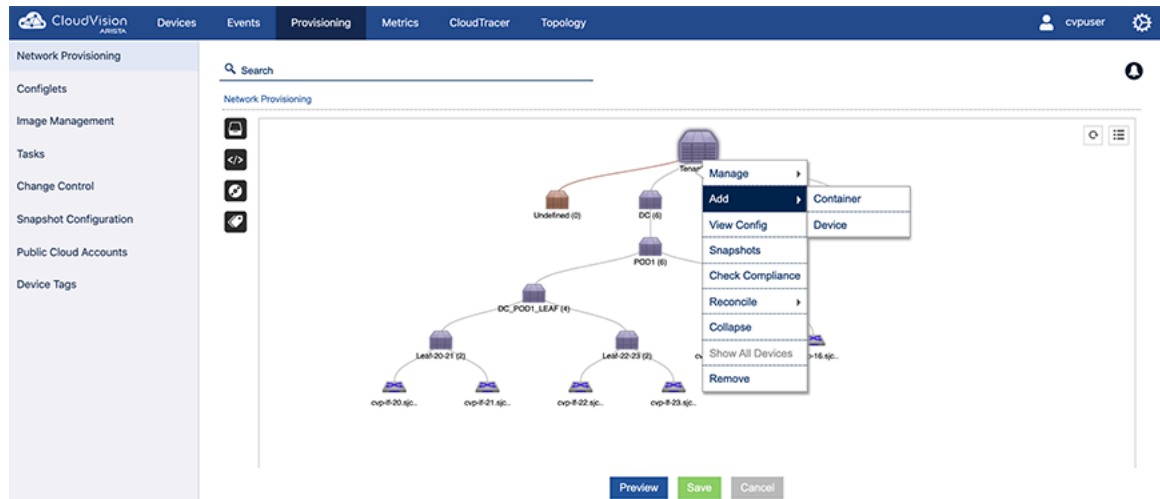 CloudVision
ARISTA
Devices
Events
Provisioning
Metrics
CloudTracer
Topology
cvpuser
Network Provisioning
Configlets
Image Management
Tasks
Change Control
Snapshot Configuration
Public Cloud Accounts
Device Tags
Search
Network Provisioning
Undefined (0)
DC (6)
POD1 (6)
DC_POD1_LEAF (4)
Leaf-20-21 (2)
Leaf-22-23 (2)
cvp-lf-20.sjc..
cvp-lf-21.sjc..
cvp-lf-22.sjc..
cvp-lf-23.sjc..
-16.sjc..
Manage
Add
View Config
Snapshots
Check Compliance
Reconcile
Collapse
Show All Devices
Remove
Container
Device
Preview
Save
Cancel